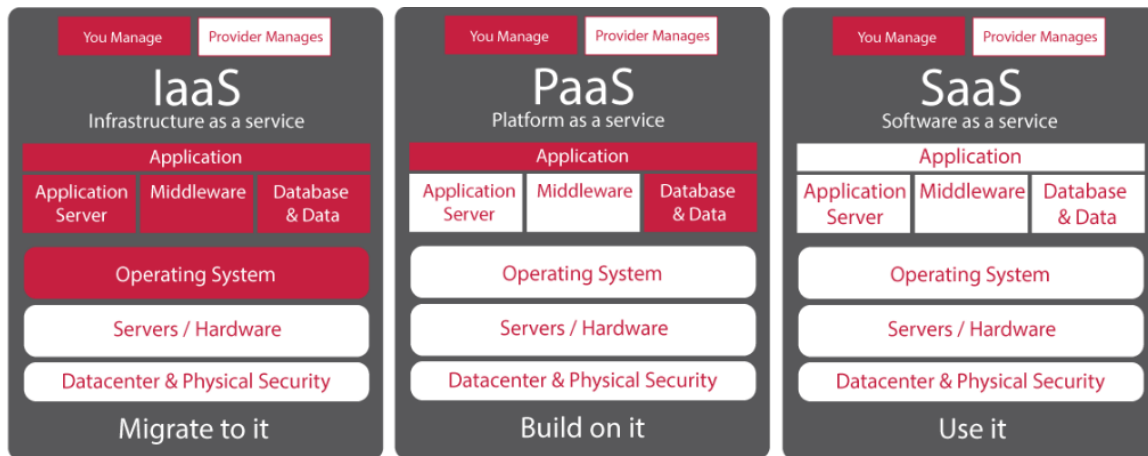 You Manage
Provider Manages
IaaS
Infrastructure as a service
Application
Application
Server
Middleware
Database
& Data
Operating System
Servers / Hardware
Datacenter & Physical Security
Migrate to it
You Manage
Provider Manages
PaaS
Platform as a service
Application
Application
Server
Middleware
Database
& Data
Operating System
Servers / Hardware
Datacenter & Physical Security
Build on it
You Manage
Provider Manages
SaaS
Software as a service
Application
Application
Server
Middleware
Database
& Data
Operating System
Servers / Hardware
Datacenter & Physical Security
Use it